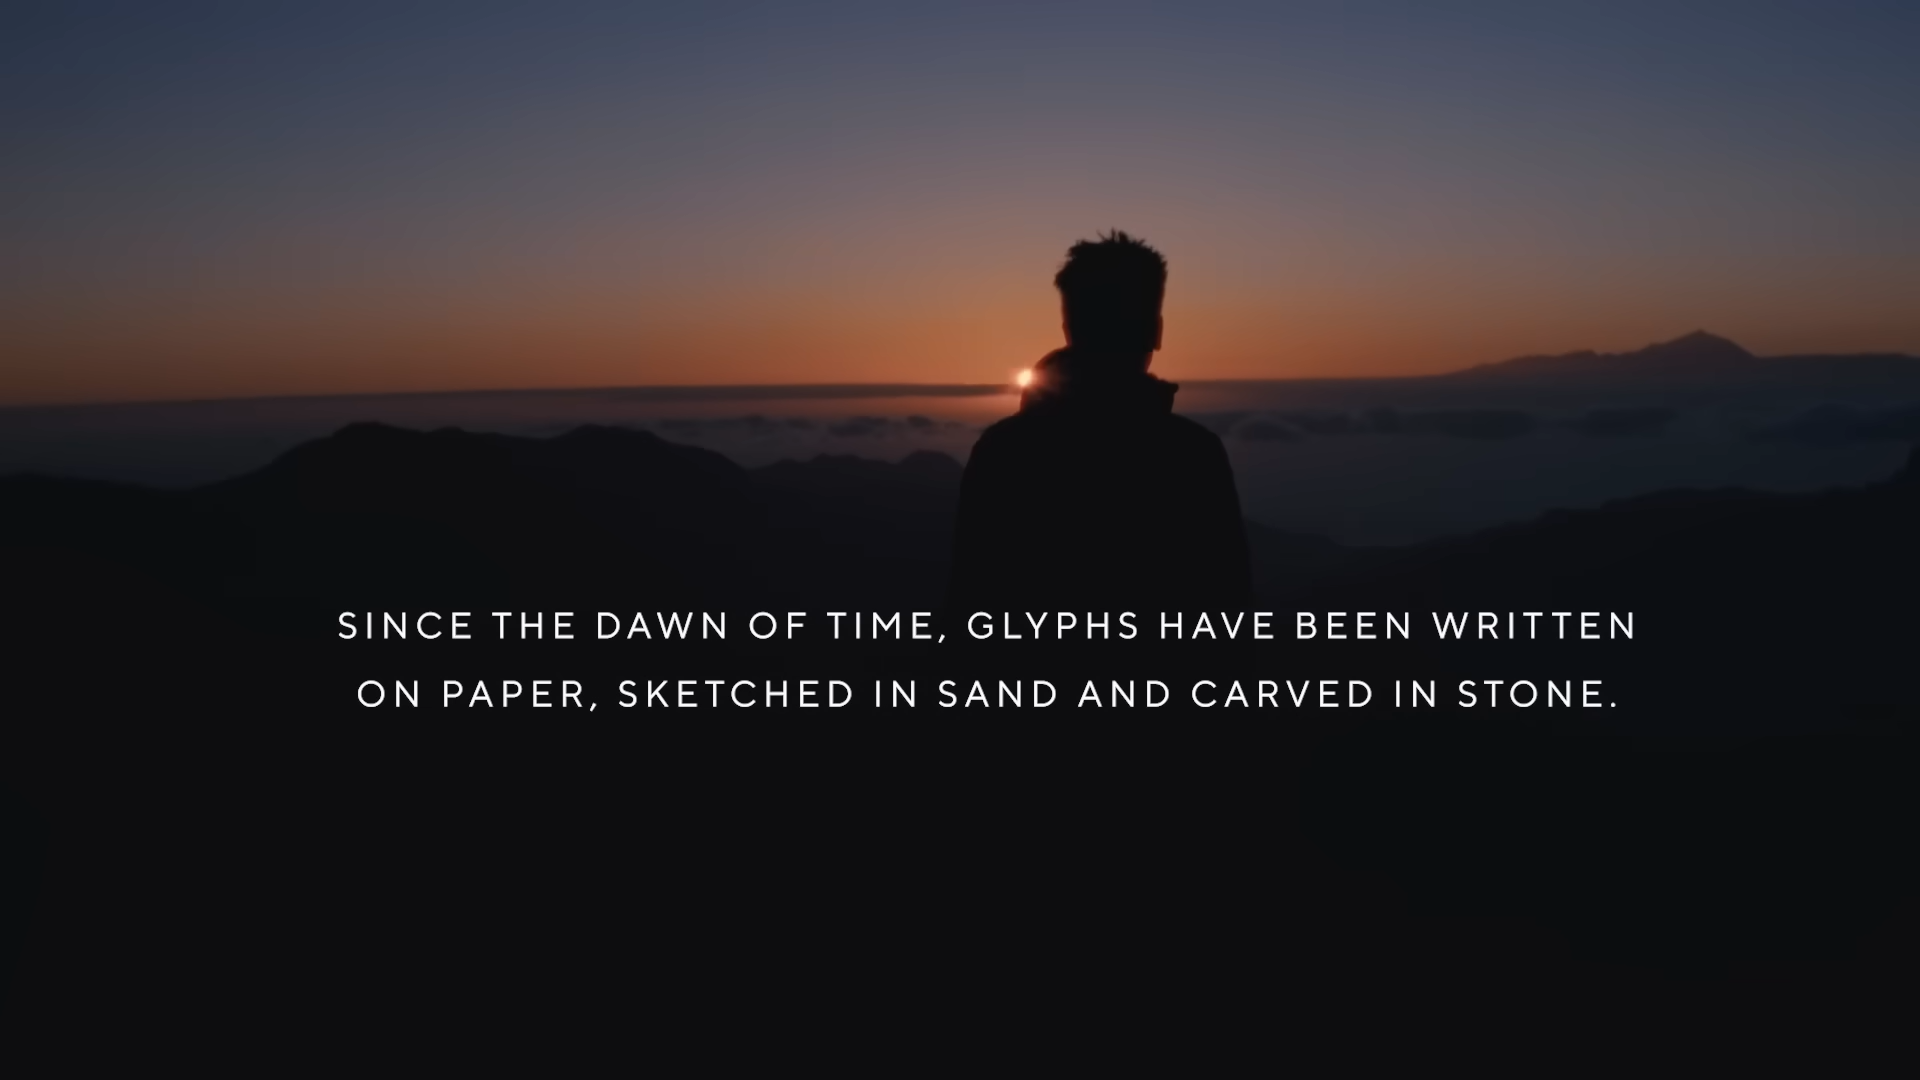 SINCE THE DAWN OF TIME, GLYPHS HAVE BEEN WRITTEN
ON PAPER, SKETCHED IN SAND AND CARVED IN STONE.